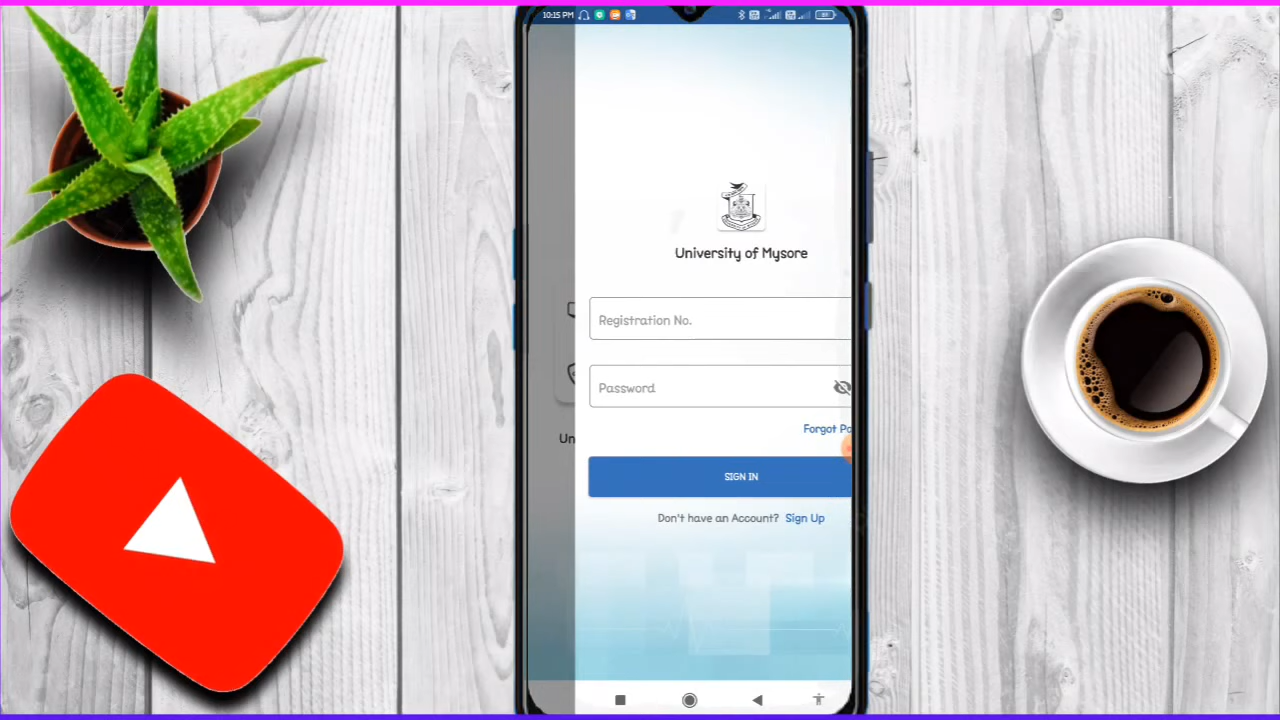 10:15 PM
University of Mysore
Registration No.
Password
Forgot Pa
SIGN IN
Un
Don't have an Account? Sign Up